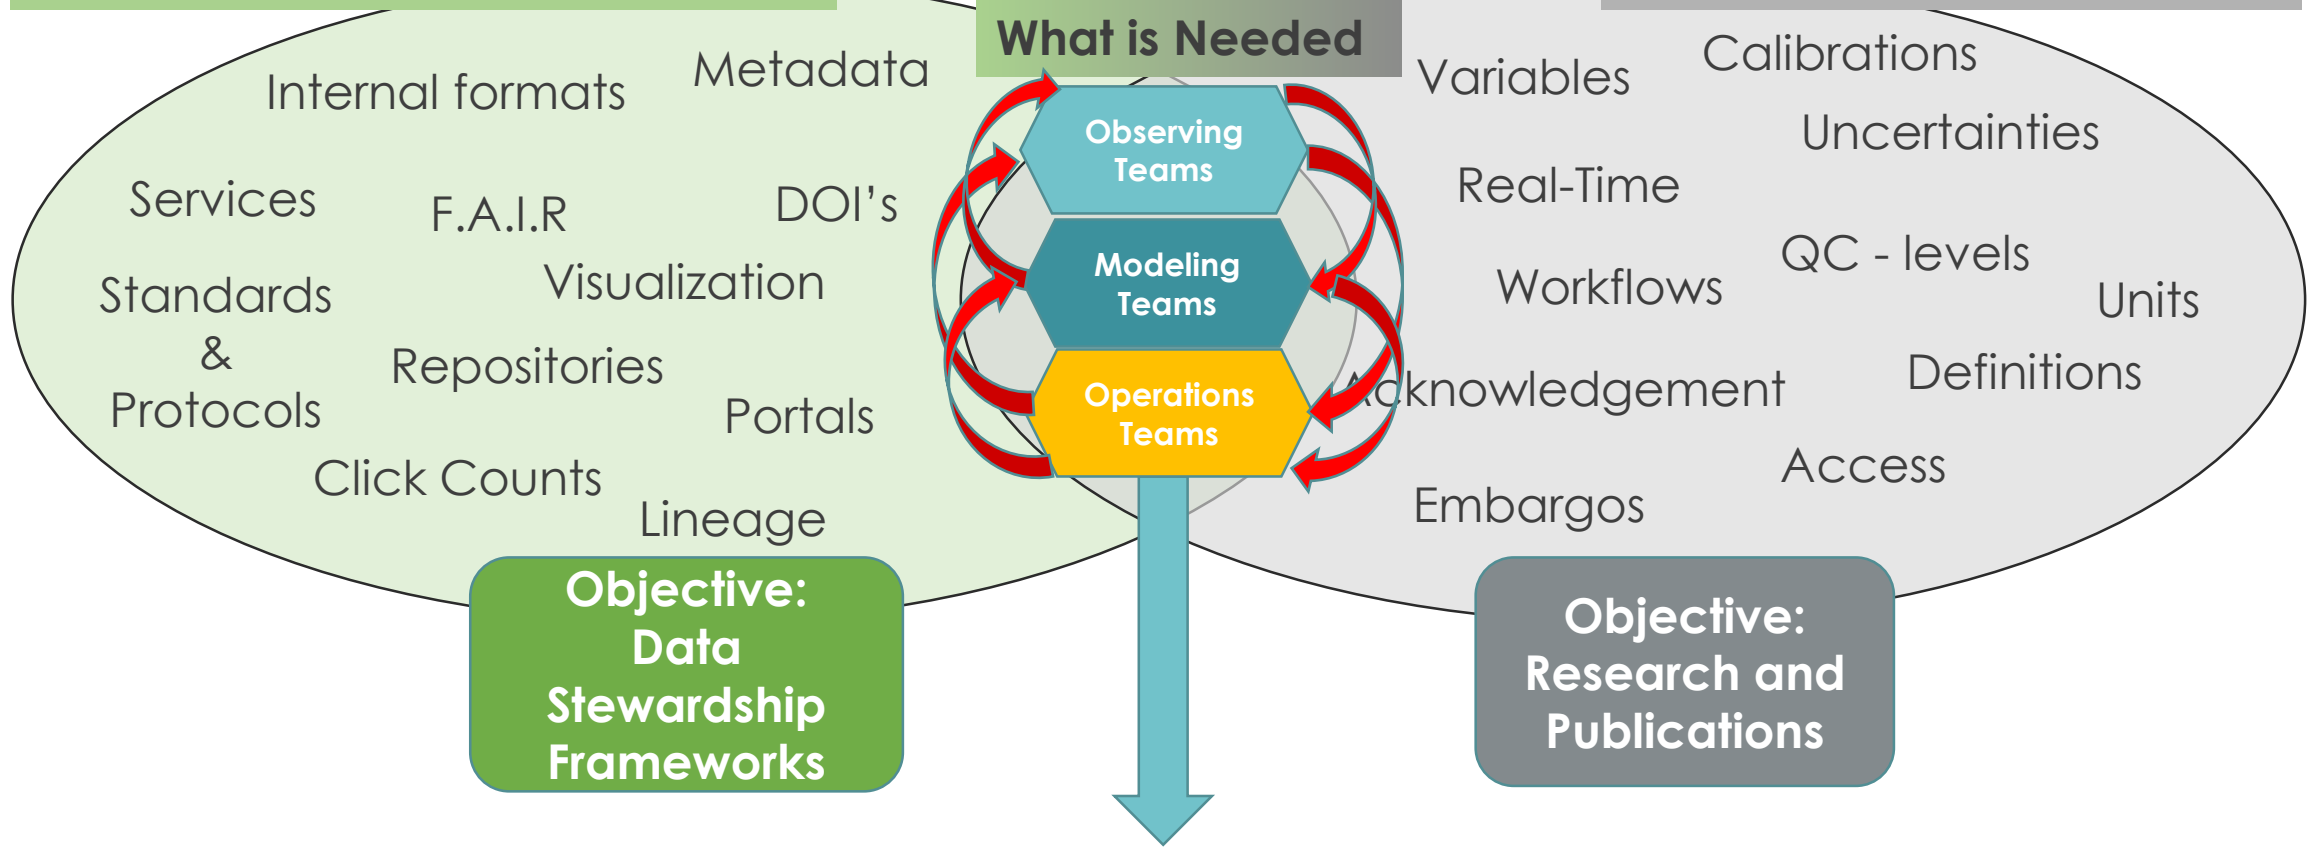 What is Needed
Internal formats
Metadata
Services
F.A.I.R
DOI's
Standards
&
Protocols
Visualization
Repositories
Portals
Click Counts
Lineage
Observing
Teams
Modeling
Teams
Operations
Teams
Variables
Calibrations
Uncertainties
Real-Time
QC - levels
Workflows
Units
Acknowledgement
Definitions
Access
Embargos
Objective:
Data
Stewardship
Frameworks
Objective:
Research and
Publications